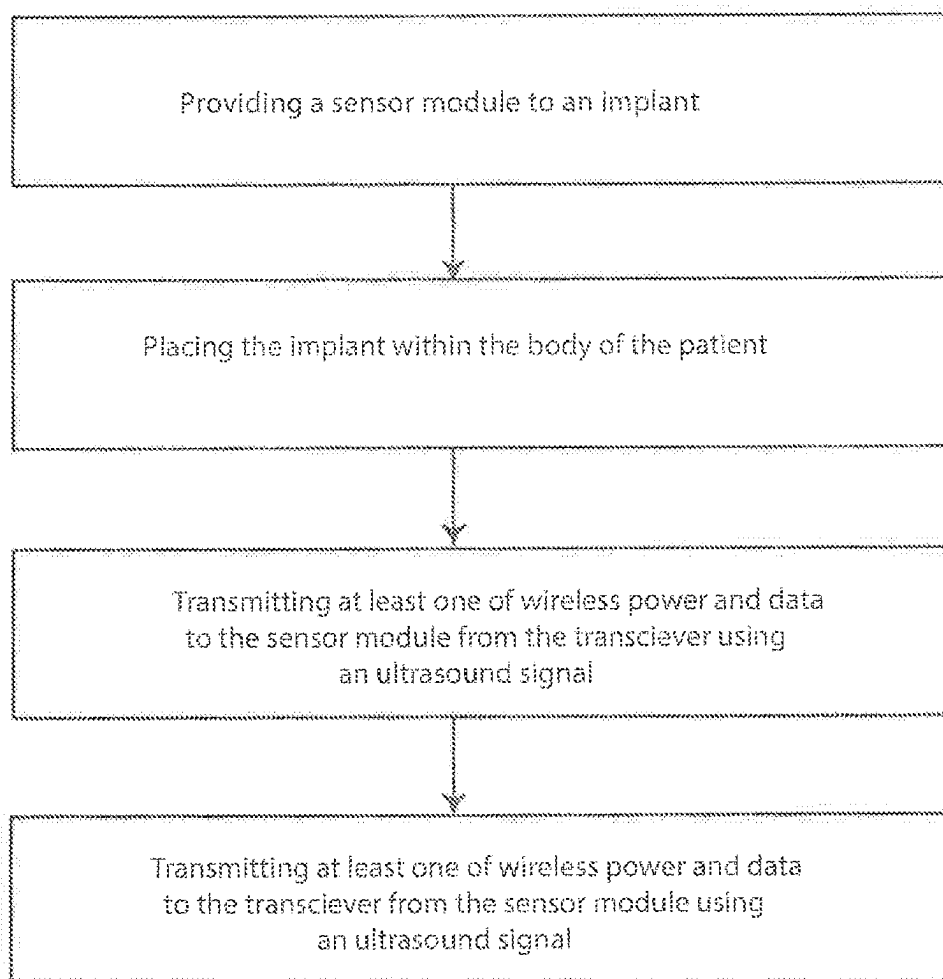 Providing a sensor module to an implant
Placing the implant within the body of the patient
Transmitting at least one of wireless power and data
to the sensor module from the transciever using
an ultrasound signal
Transmitting at least one of wireless power and data
to the transciever from the sensor module using
an ultrasound signal